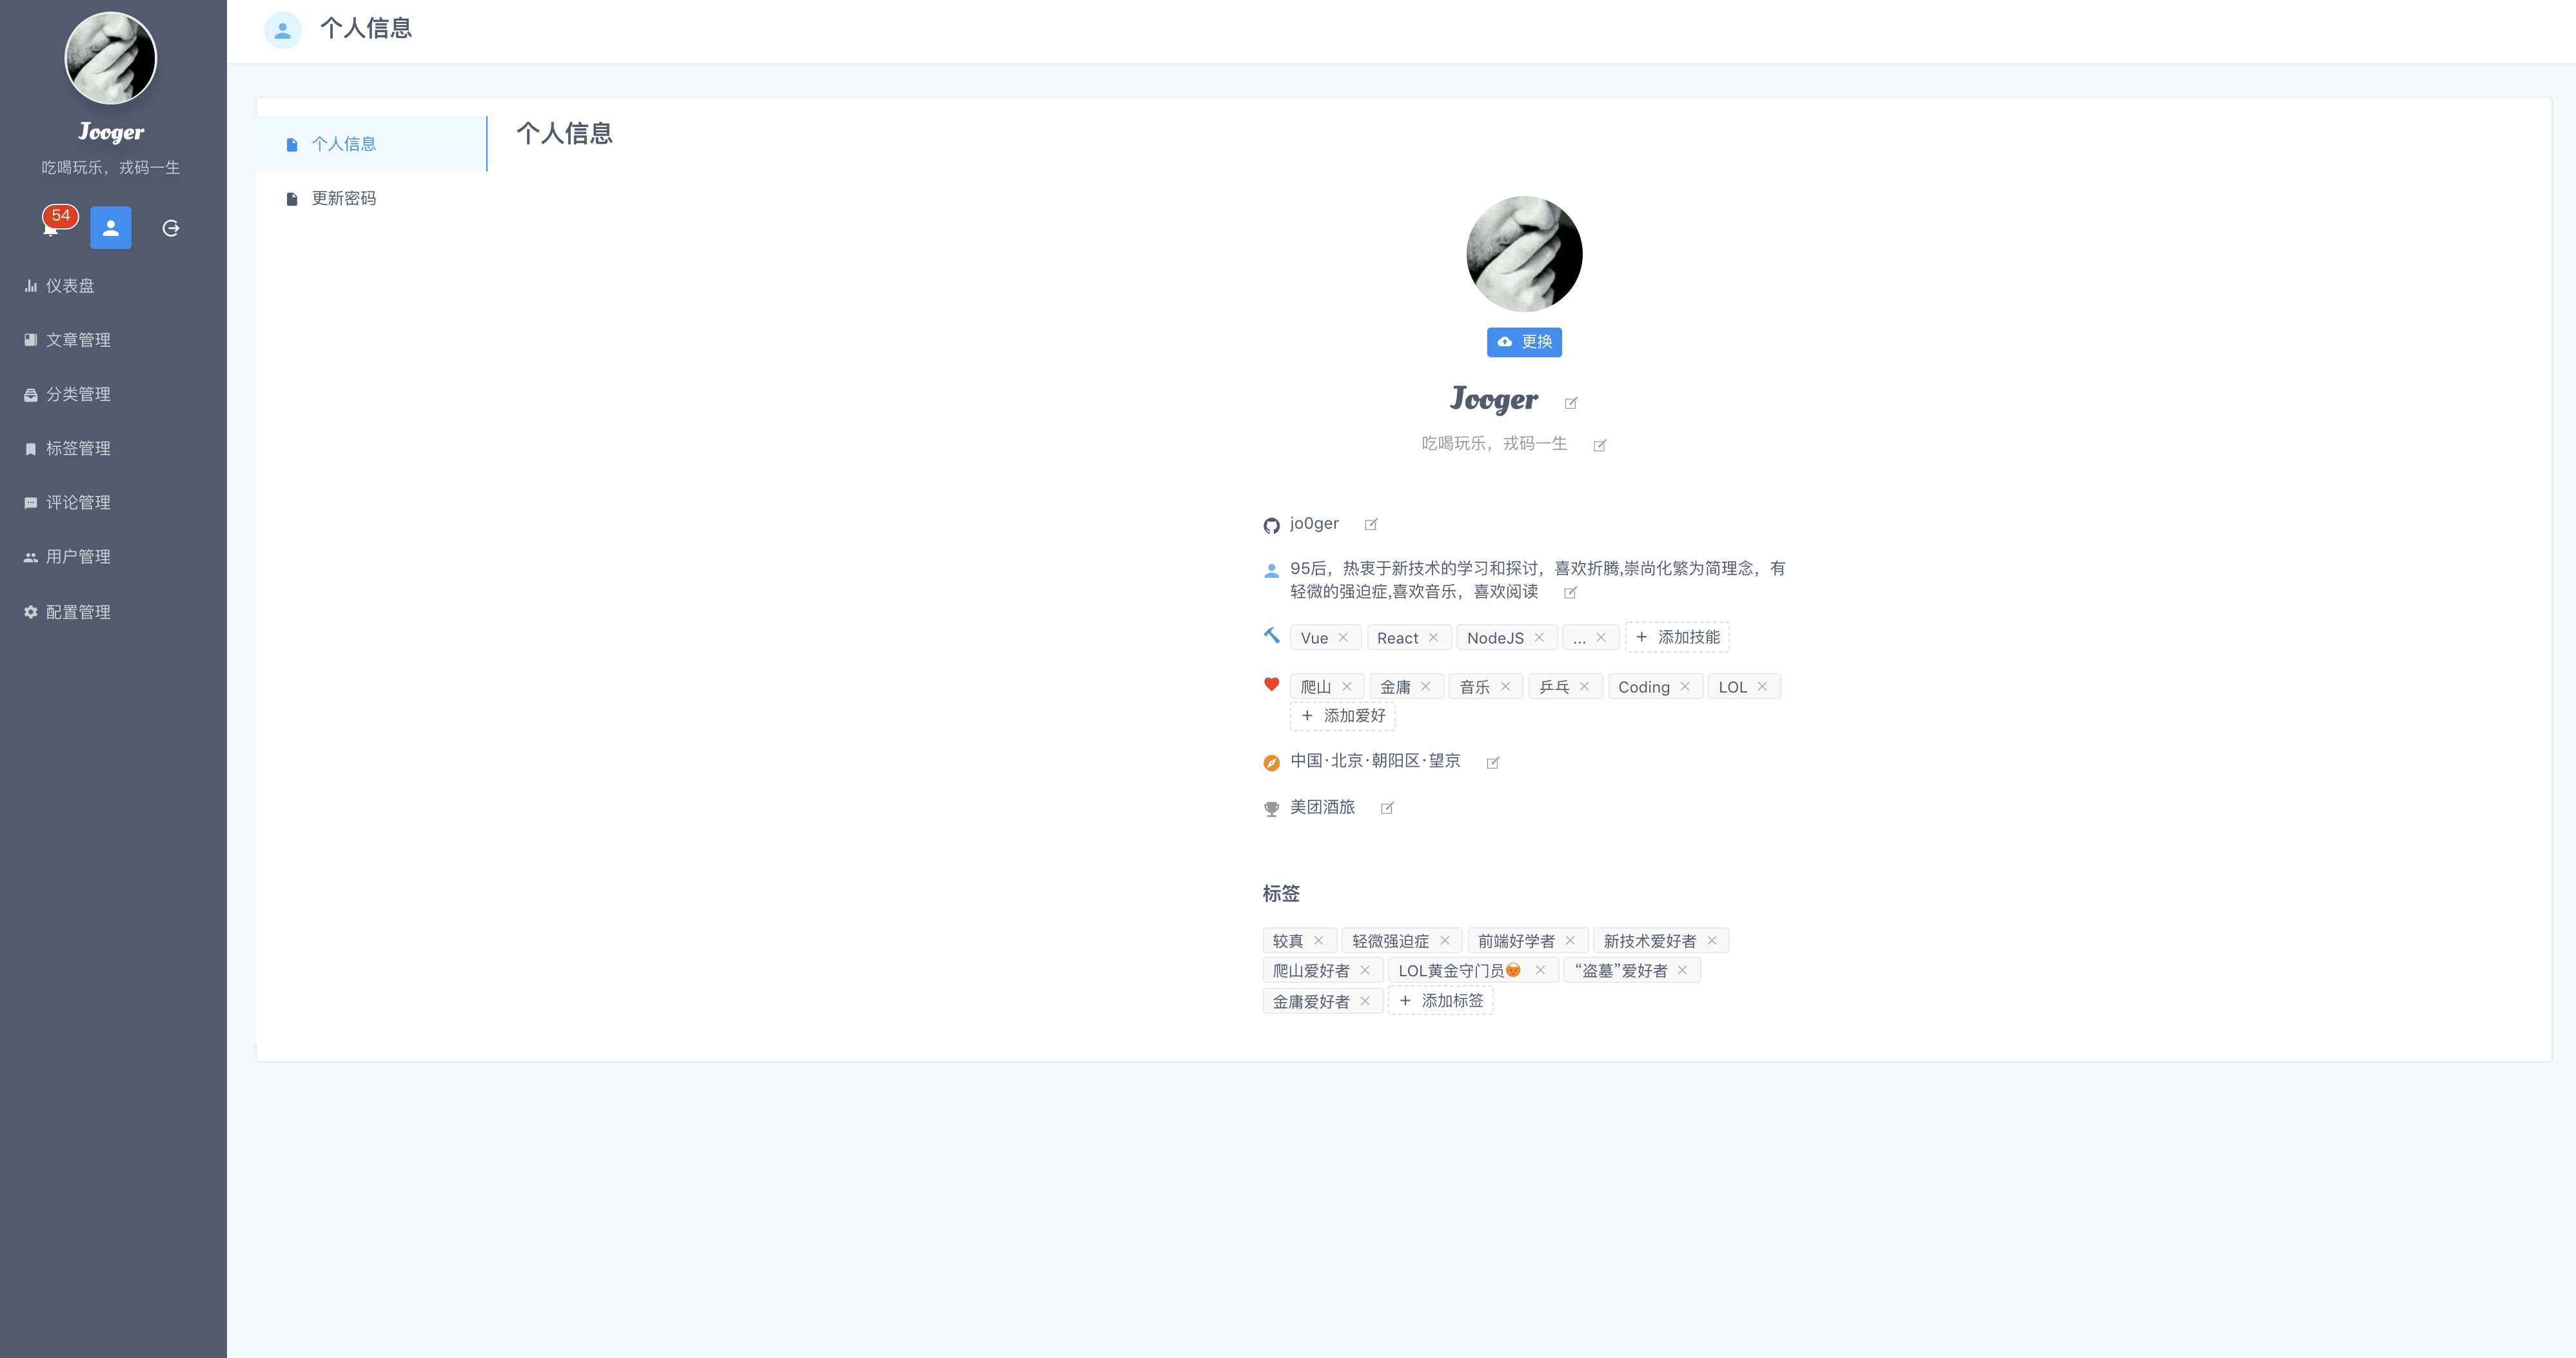 Jooger
吃喝玩乐，戎码一生
54
仪表盘
文章管理
分类管理
标签管理
评论管理
用户管理
配置管理
个人信息
个人信息
更新密码
个人信息
更换
Jooger
吃喝玩乐，戎码一生
jo0ger
95后，热衷于新技术的学习和探讨，喜欢折腾,崇尚化繁为简理念，有
轻微的强迫症,喜欢音乐，喜欢阅读
Vue React NodeJS ... + 添加技能
爬山 金庸 音乐 乒乓 Coding LOL
+ 添加爱好
中国·北京·朝阳区·望京
美团酒旅
标签
较真 轻微强迫症 前端好学者 新技术爱好者
爬山爱好者 LOL黄金守门员😡 “盗墓”爱好者
金庸爱好者 + 添加标签